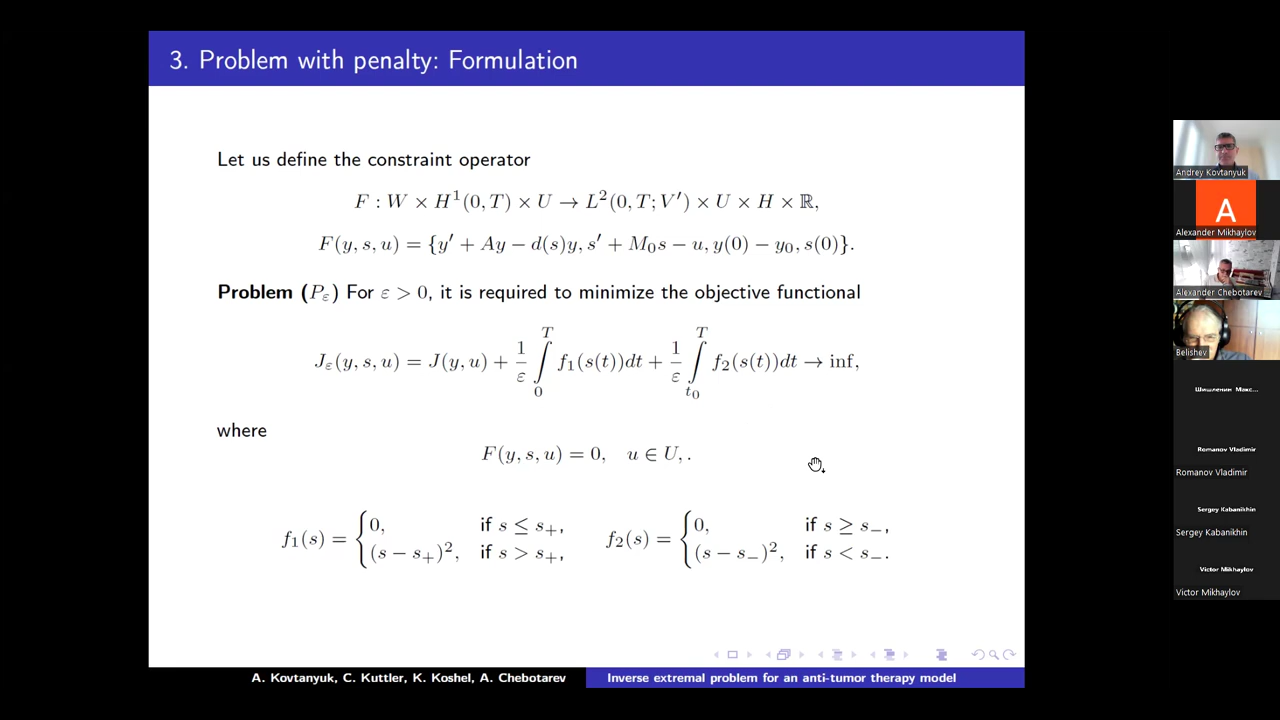 3. Problem with penalty: Formulation
Let us define the constraint operator
F : W × H¹(0, T) × U → L²(0, T; V′) × U × H × ℝ,
F(y, s, u) = {y′ + Ay − d(s)y, s′ + M₀s − u, y(0) − y₀, s(0)}.
Problem (P_ε) For ε > 0, it is required to minimize the objective functional
J_ε(y, s, u) = J(y, u) + 1/ε ∫₀ᵀ f₁(s(t))dt + 1/ε ∫_{t₀}^T f₂(s(t))dt → inf,
where
F(y, s, u) = 0, u ∈ U, .
f₁(s) = { 0, if s ≤ s₊, (s − s₊)², if s > s₊,
f₂(s) = { 0, if s ≥ s₋, (s − s₋)², if s < s₋.
A. Kovtanyuk, C. Kuttler, K. Koshel, A. Chebotarev
Inverse extremal problem for an anti-tumor therapy model
Andrey Kovtanyuk
A
Alexander Mikhaylov
Alexander Chebotarev
Belishev
Шишленин Макс...
Romanov Vladimir
Romanov Vladimir
Sergey Kabanikhin
Sergey Kabanikhin
Victor Mikhaylov
Victor Mikhaylov